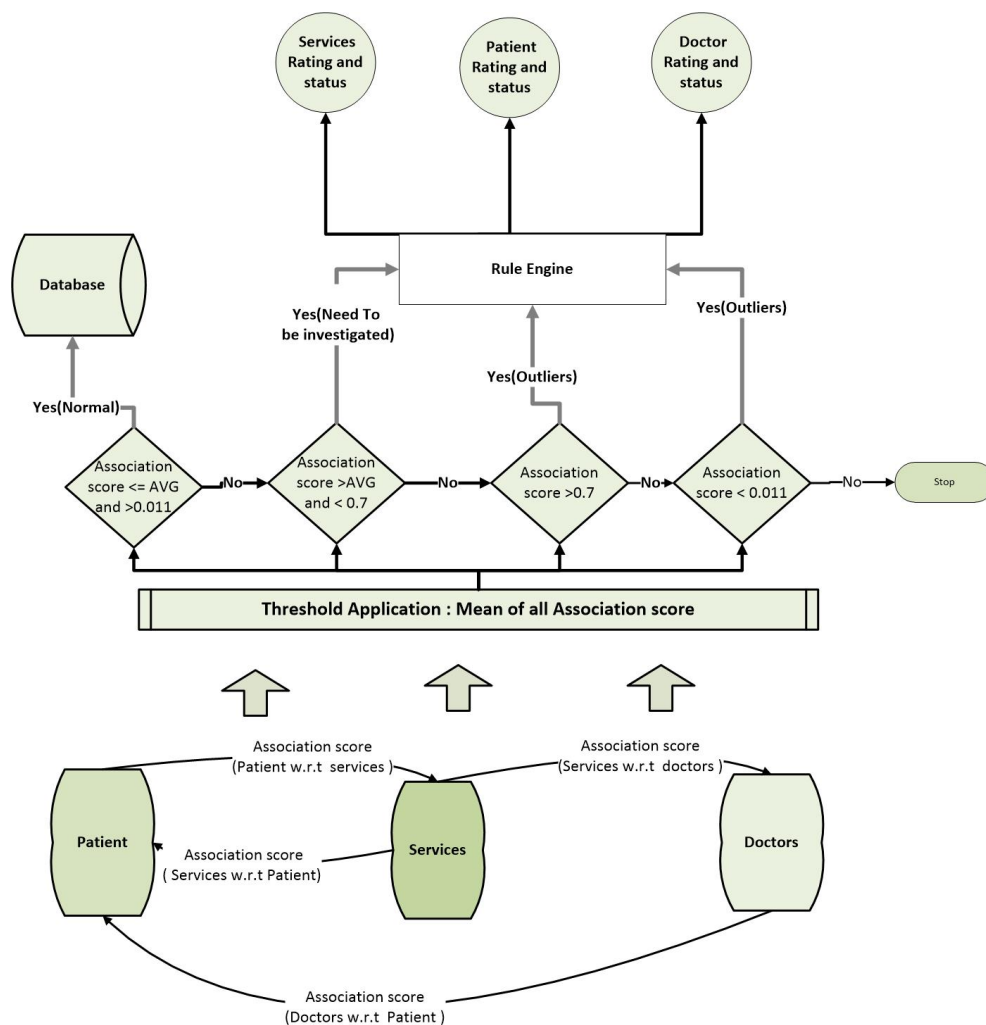 Services
Rating and
status
Patient
Rating and
status
Doctor
Rating and
status
Database
Rule Engine
Yes(Need To
be investigated)
Yes(Outliers)
Yes(Outliers)
Yes(Normal)
Association
score <= AVG
and >0.011
No
Association
score >AVG
and < 0.7
No
Association
score >0.7
No
Association
score < 0.011
No
Stop
Threshold Application : Mean of all Association score
Association score
(Patient w.r.t  services )
Association score
(Services w.r.t  doctors )
Patient
Services
Doctors
Association score
( Services w.r.t Patient)
Association score
(Doctors w.r.t  Patient )